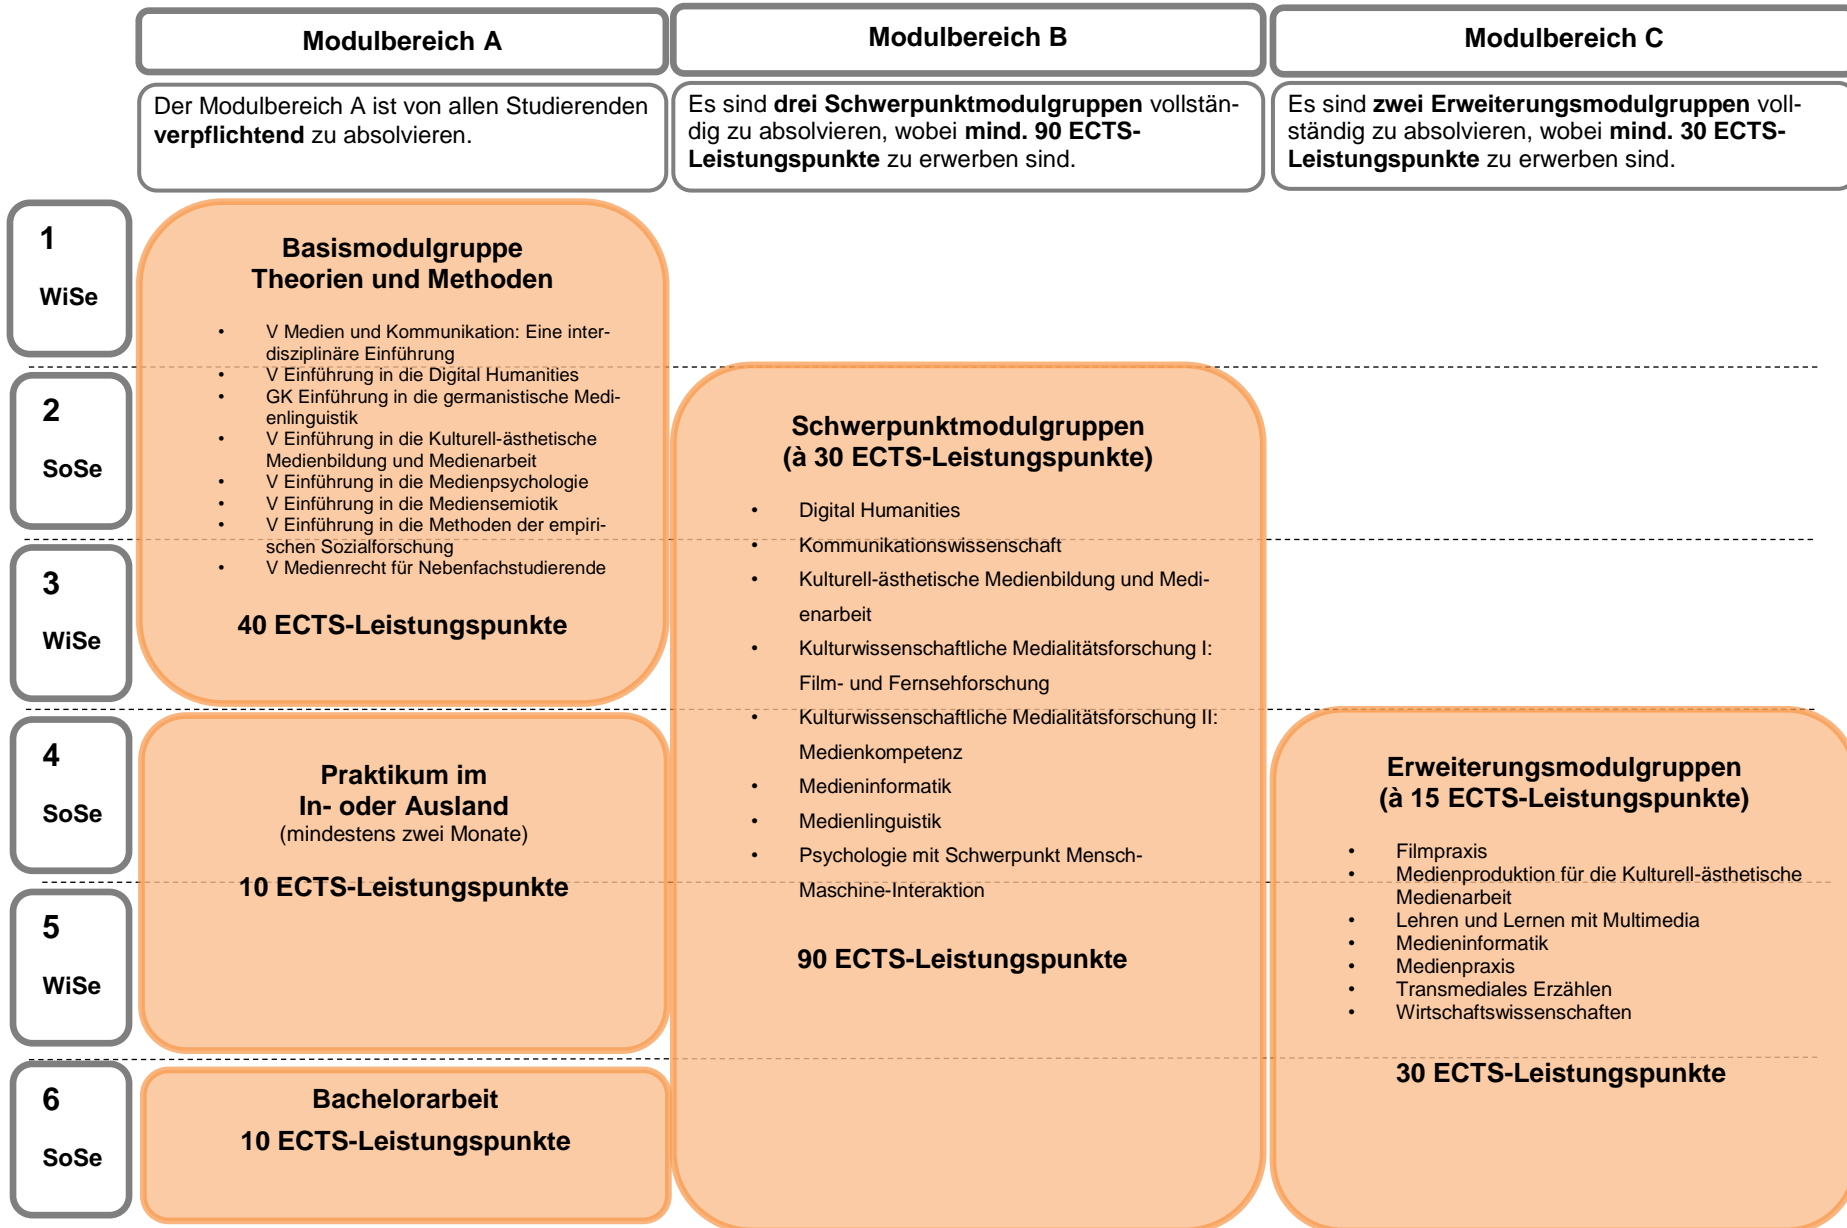 Modulbereich A
Modulbereich B
Modulbereich C
Der Modulbereich A ist von allen Studierenden
verpflichtend zu absolvieren.
Es sind drei Schwerpunktmodulgruppen vollstän-
dig zu absolvieren, wobei mind. 90 ECTS-
Leistungspunkte zu erwerben sind.
Es sind zwei Erweiterungsmodulgruppen voll-
ständig zu absolvieren, wobei mind. 30 ECTS-
Leistungspunkte zu erwerben sind.
1
WiSe
2
SoSe
3
WiSe
4
SoSe
5
WiSe
6
SoSe
Basismodulgruppe
Theorien und Methoden
• V Medien und Kommunikation: Eine inter-
disziplinäre Einführung
• V Einführung in die Digital Humanities
• GK Einführung in die germanistische Medi-
enlinguistik
• V Einführung in die Kulturell-ästhetische
Medienbildung und Medienarbeit
• V Einführung in die Medienpsychologie
• V Einführung in die Mediensemiotik
• V Einführung in die Methoden der empiri-
schen Sozialforschung
• V Medienrecht für Nebenfachstudierende
40 ECTS-Leistungspunkte
Praktikum im
In- oder Ausland
(mindestens zwei Monate)
10 ECTS-Leistungspunkte
Bachelorarbeit
10 ECTS-Leistungspunkte
Schwerpunktmodulgruppen
(à 30 ECTS-Leistungspunkte)
• Digital Humanities
• Kommunikationswissenschaft
• Kulturell-ästhetische Medienbildung und Medi-
enarbeit
• Kulturwissenschaftliche Medialitätsforschung I:
Film- und Fernsehforschung
• Kulturwissenschaftliche Medialitätsforschung II:
Medienkompetenz
• Medieninformatik
• Medienlinguistik
• Psychologie mit Schwerpunkt Mensch-
Maschine-Interaktion
90 ECTS-Leistungspunkte
Erweiterungsmodulgruppen
(à 15 ECTS-Leistungspunkte)
• Filmpraxis
• Medienproduktion für die Kulturell-ästhetische
Medienarbeit
• Lehren und Lernen mit Multimedia
• Medieninformatik
• Medienpraxis
• Transmediales Erzählen
• Wirtschaftswissenschaften
30 ECTS-Leistungspunkte